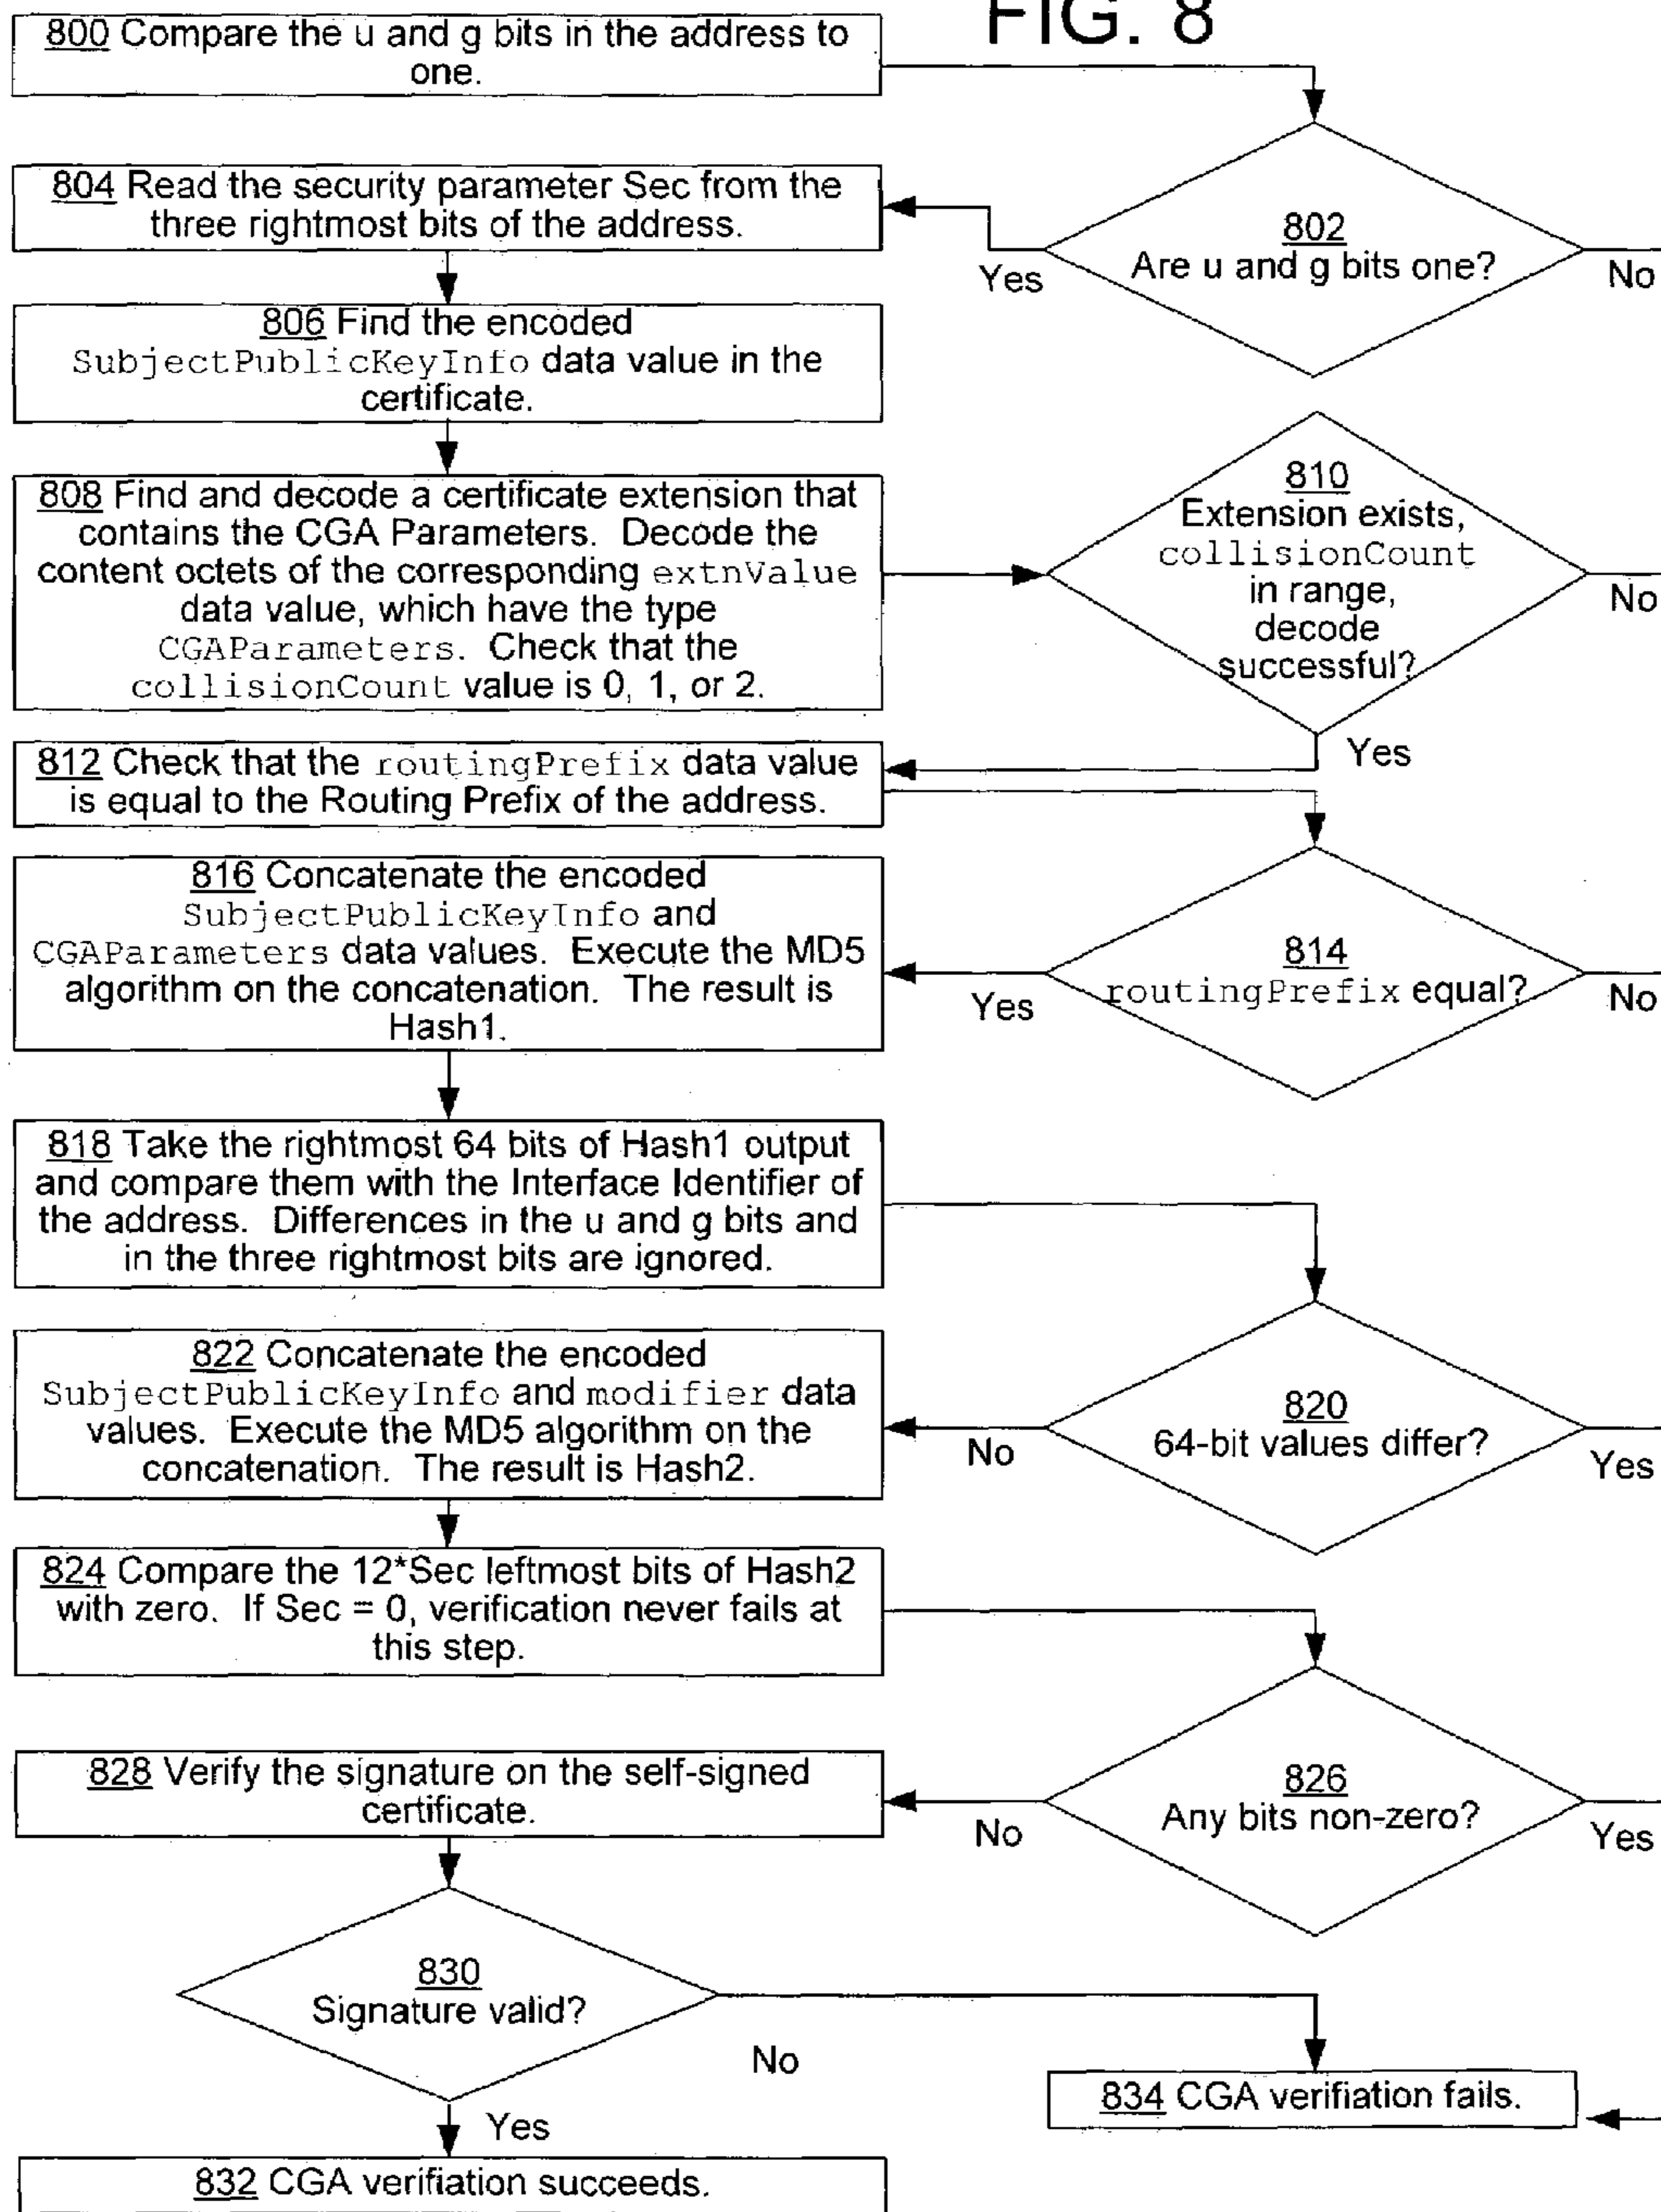 FIG. 8
800 Compare the u and g bits in the address to
one.
802
Are u and g bits one?
Yes
No
804 Read the security parameter Sec from the
three rightmost bits of the address.
806 Find the encoded
SubjectPublicKeyInfo data value in the
certificate.
808 Find and decode a certificate extension that
contains the CGA Parameters. Decode the
content octets of the corresponding extnValue
data value, which have the type
CGAParameters. Check that the
collisionCount value is 0, 1, or 2.
810
Extension exists,
collisionCount
in range,
decode
successful?
No
Yes
812 Check that the routingPrefix data value
is equal to the Routing Prefix of the address.
814
routingPrefix equal?
Yes
No
816 Concatenate the encoded
SubjectPublicKeyInfo and
CGAParameters data values. Execute the MD5
algorithm on the concatenation. The result is
Hash1.
818 Take the rightmost 64 bits of Hash1 output
and compare them with the Interface Identifier of
the address. Differences in the u and g bits and
in the three rightmost bits are ignored.
820
64-bit values differ?
No
Yes
822 Concatenate the encoded
SubjectPublicKeyInfo and modifier data
values. Execute the MD5 algorithm on the
concatenation. The result is Hash2.
824 Compare the 12*Sec leftmost bits of Hash2
with zero. If Sec = 0, verification never fails at
this step.
826
Any bits non-zero?
No
Yes
828 Verify the signature on the self-signed
certificate.
830
Signature valid?
No
Yes
834 CGA verifiation fails.
832 CGA verifiation succeeds.